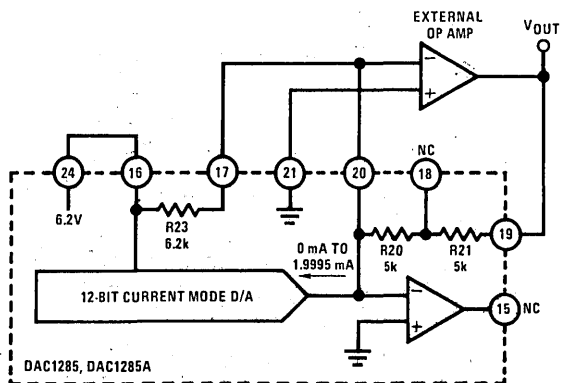 EXTERNAL
OP AMP
VOUT
−
+
NC
24
16
17
21
20
18
6.2V
R23
6.2k
19
0 mA TO
1.9995 mA
R20
5k
R21
5k
12-BIT CURRENT MODE D/A
−
+
15
NC
DAC1285, DAC1285A